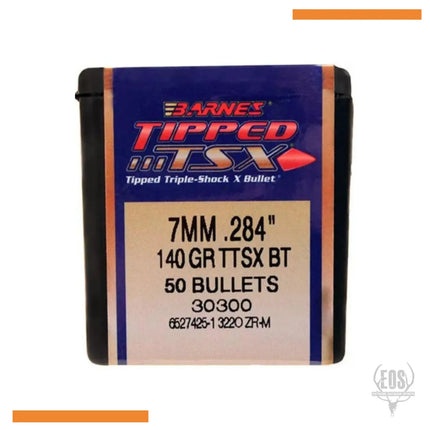 BARNES
TIPPED
TSX
Tipped Triple-Shock X Bullet
7MM .284"
140 GR TTSX BT
50 BULLETS
30300
6527425-1 3220 ZR-M
EOS